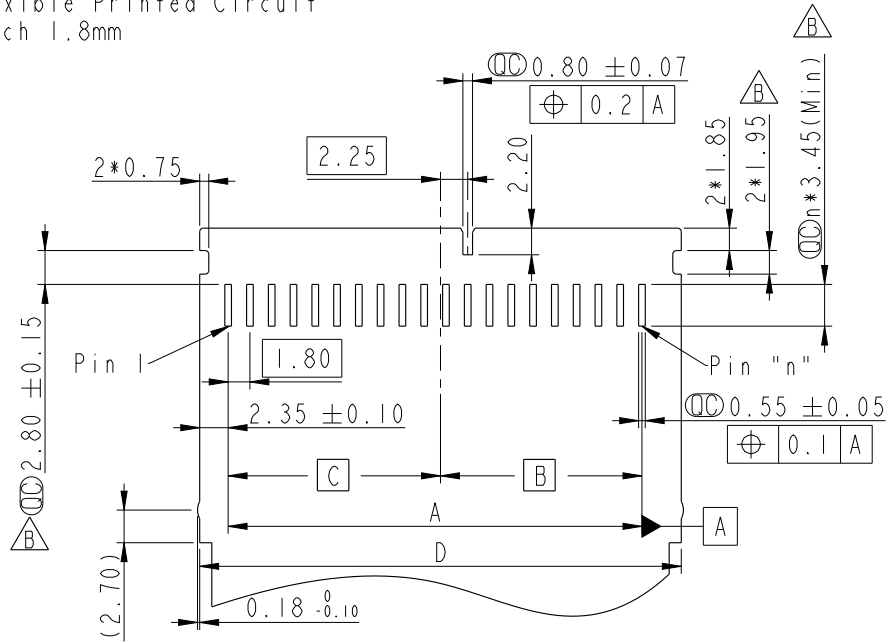 xible Printed Circuit
ch 1.8mm
B
QC 0.80 ±0.07
⌖ 0.2 A
B
2.25
2.20
2*1.85
2*1.95
QC n*3.45(Min)
2*0.75
QC 2.80 ±0.15
B
Pin 1
1.80
Pin "n"
2.35 ±0.10
QC 0.55 ±0.05
⌖ 0.1 A
C
B
A
A
D
(2.70)
0.18 0 -0.10